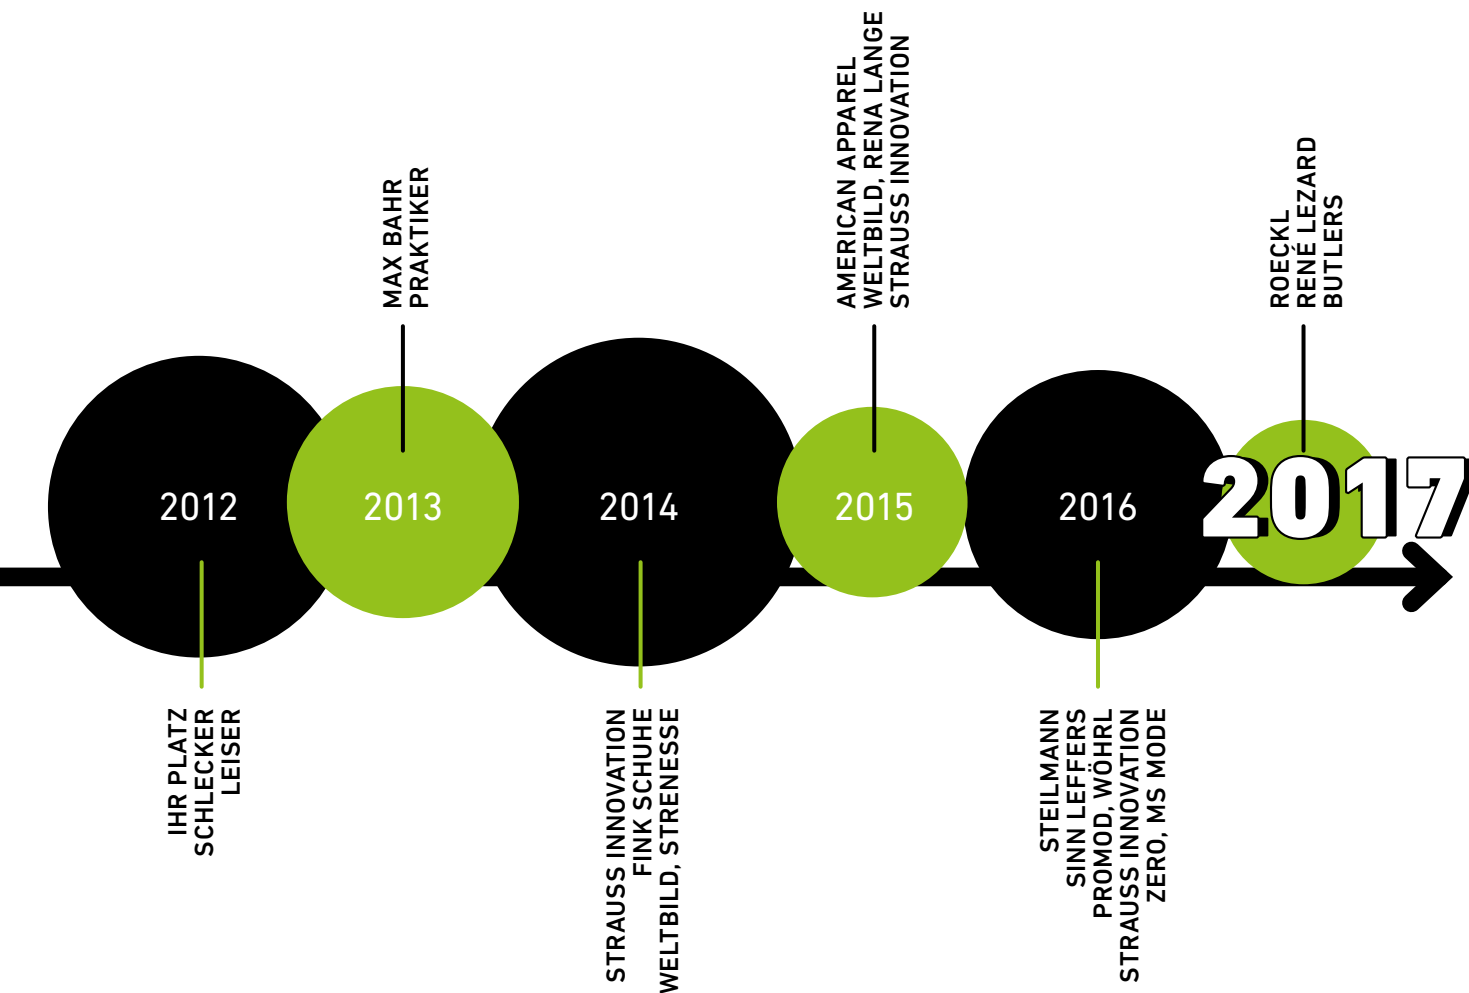 2012
IHR PLATZ
SCHLECKER
LEISER
2013
MAX BAHR
PRAKTIKER
2014
STRAUSS INNOVATION
FINK SCHUHE
WELTBILD, STRENESSE
2015
AMERICAN APPAREL
WELTBILD, RENA LANGE
STRAUSS INNOVATION
2016
STEILMANN
SINN LEFFERS
PROMOD, WÖHRL
STRAUSS INNOVATION
ZERO, MS MODE
2017
ROECKL
RENÉ LEZARD
BUTLERS